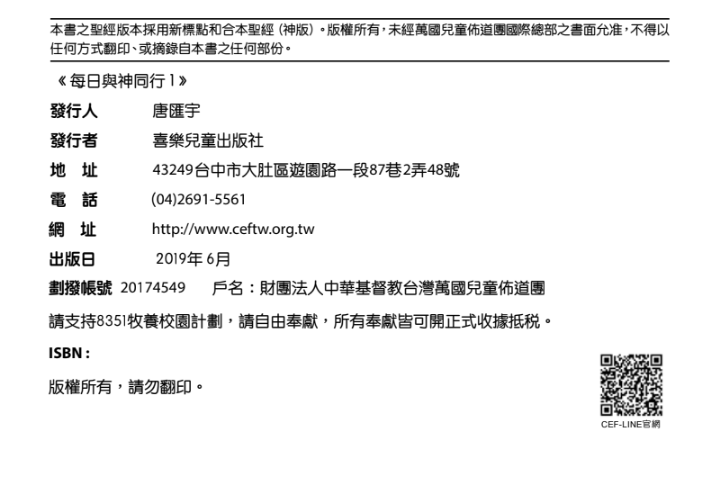 本書之聖經版本採用新標點和合本聖經（神版）。版權所有，未經萬國兒童佈道團國際總部之書面允准，不得以
任何方式翻印、或摘錄自本書之任何部份。
《每日與神同行 1》
發行人 唐匯宇
發行者 喜樂兒童出版社
地 址 43249台中市大肚區遊園路一段87巷2弄48號
電 話 (04)2691-5561
網 址 http://www.ceftw.org.tw
出版日 2019年 6月
劃撥帳號 20174549 戶名：財團法人中華基督教台灣萬國兒童佈道團
請支持8351牧養校園計劃，請自由奉獻，所有奉獻皆可開正式收據抵税。
ISBN :
版權所有，請勿翻印。
CEF-LINE官網